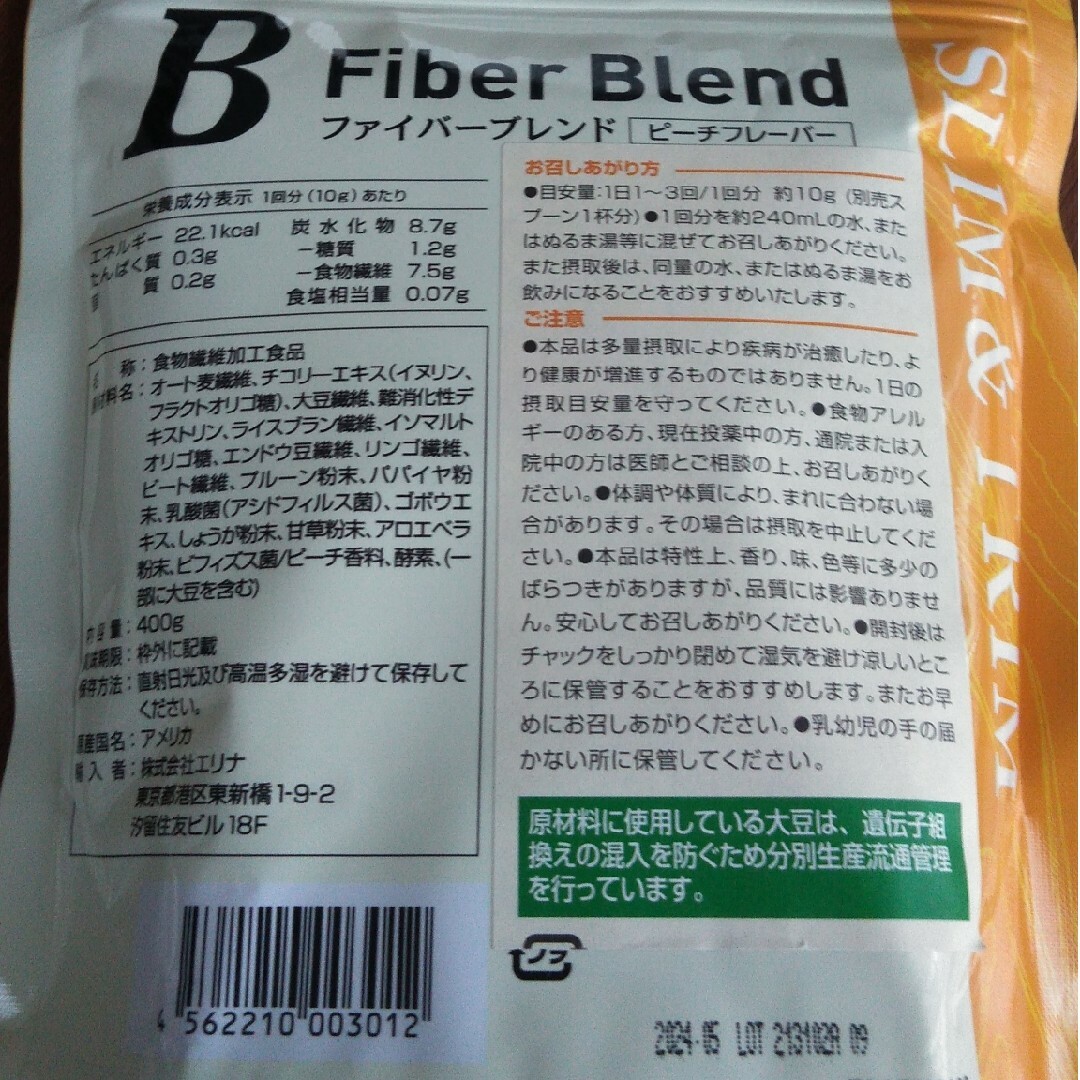 B Fiber Blend
ファイバーブレンド ピーチフレーバー
栄養成分表示 1回分(10g)あたり
エネルギー 22.1kcal
たんぱく質 0.3g
質 0.2g
炭水化物 8.7g
－糖質 1.2g
－食物繊維 7.5g
食塩相当量 0.07g
称：食物繊維加工食品
材料名：オート麦繊維、チコリーエキス(イヌリン、
フラクトオリゴ糖)、大豆繊維、難消化性デ
キストリン、ライスブラン繊維、イソマルト
オリゴ糖、エンドウ豆繊維、リンゴ繊維、
ビート繊維、プルーン粉末、パパイヤ粉
末、乳酸菌(アシドフィルス菌)、ゴボウエ
キス、しょうが粉末、甘草粉末、アロエベラ
粉末、ビフィズス菌/ピーチ香料、酵素、(一
部に大豆を含む)
内容量：400g
賞味期限：枠外に記載
保存方法：直射日光及び高温多湿を避けて保存して
ください。
原産国名：アメリカ
輸入者：株式会社エリナ
東京都港区東新橋1-9-2
汐留住友ビル18F
4 562210 003012
お召しあがり方
●目安量：1日1～3回/1回分 約10g (別売ス
プーン1杯分)●1回分を約240mLの水、また
はぬるま湯等に混ぜてお召しあがりください。
また摂取後は、同量の水、またはぬるま湯をお
飲みになることをおすすめいたします。
ご注意
●本品は多量摂取により疾病が治癒したり、よ
り健康が増進するものではありません。1日の
摂取目安量を守ってください。●食物アレル
ギーのある方、現在投薬中の方、通院または入
院中の方は医師とご相談の上、お召しあがりく
ださい。●体調や体質により、まれに合わない場
合があります。その場合は摂取を中止してくだ
さい。●本品は特性上、香り、味、色等に多少の
ばらつきがありますが、品質には影響ありませ
ん。安心してお召しあがりください。●開封後は
チャックをしっかり閉めて湿気を避け涼しいとこ
ろに保管することをおすすめします。またお早
めにお召しあがりください。●乳幼児の手の届
かない所に保管してください。
原材料に使用している大豆は、遺伝子組
換えの混入を防ぐため分別生産流通管理
を行っています。
ノフ
2024.05 LOT 213102A 09
SLIM &